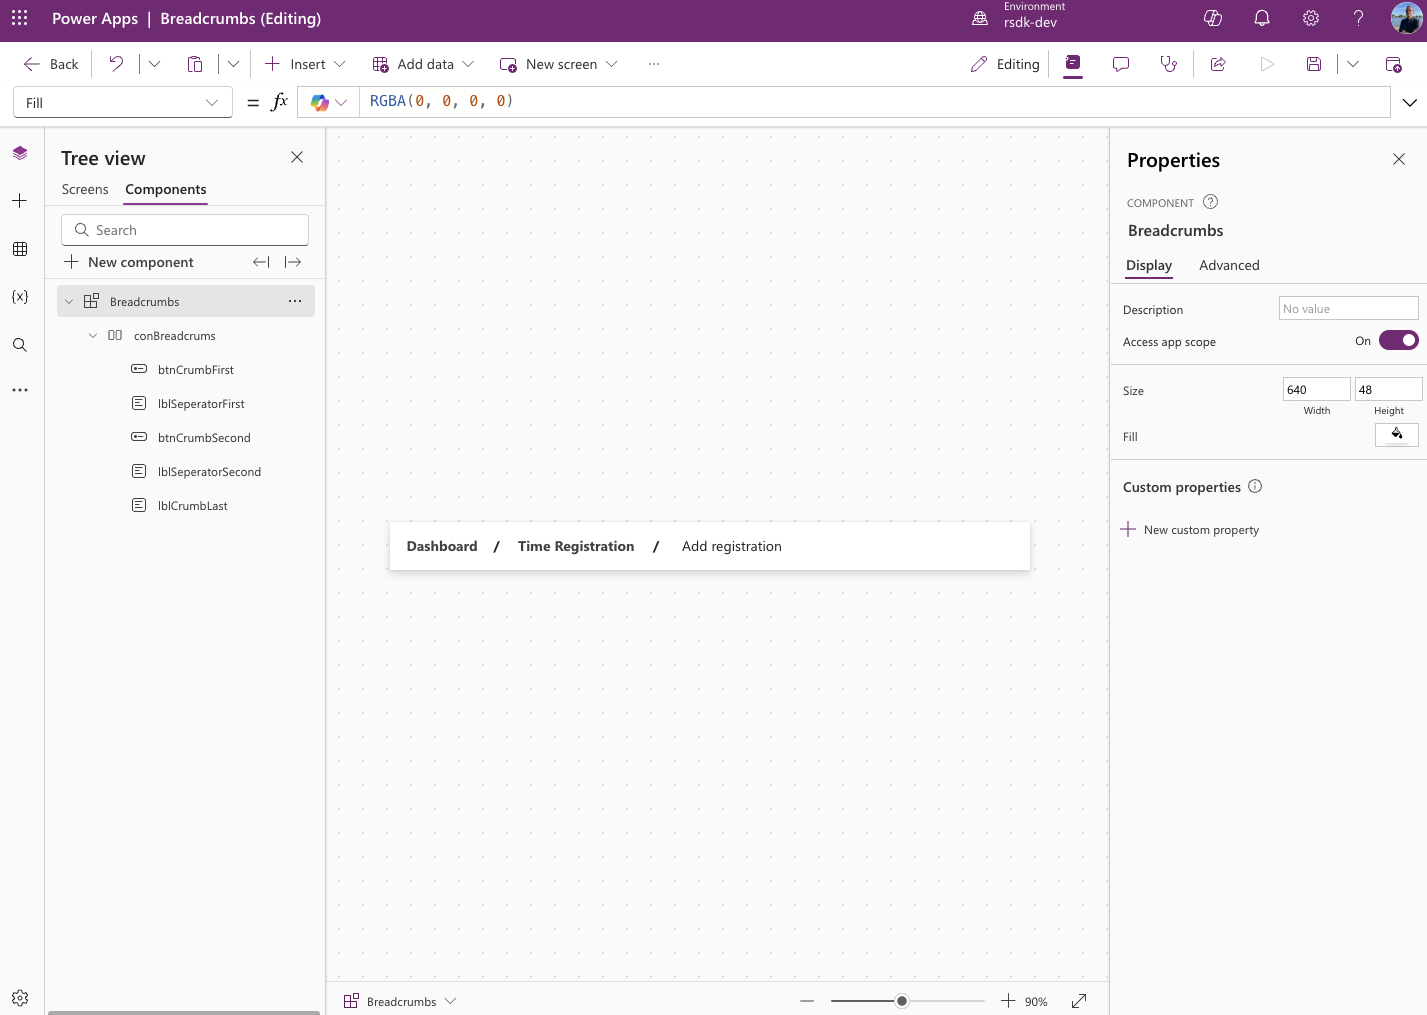 Power Apps | Breadcrumbs (Editing)
Environment
rsdk-dev
Back
Insert
Add data
New screen
...
Editing
Fill
= fx
RGBA(0, 0, 0, 0)
Tree view
Screens Components
Search
New component
Breadcrumbs ...
conBreadcrums
btnCrumbFirst
lblSeperatorFirst
btnCrumbSecond
lblSeperatorSecond
lblCrumbLast
Dashboard / Time Registration / Add registration
Breadcrumbs
90%
Properties
COMPONENT
Breadcrumbs
Display Advanced
Description No value
Access app scope On
Size 640 48
Width Height
Fill
Custom properties
New custom property